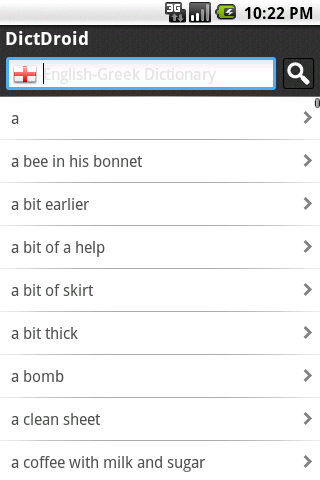 3G 10:22 PM
DictDroid
English-Greek Dictionary
a
a bee in his bonnet
a bit earlier
a bit of a help
a bit of skirt
a bit thick
a bomb
a clean sheet
a coffee with milk and sugar